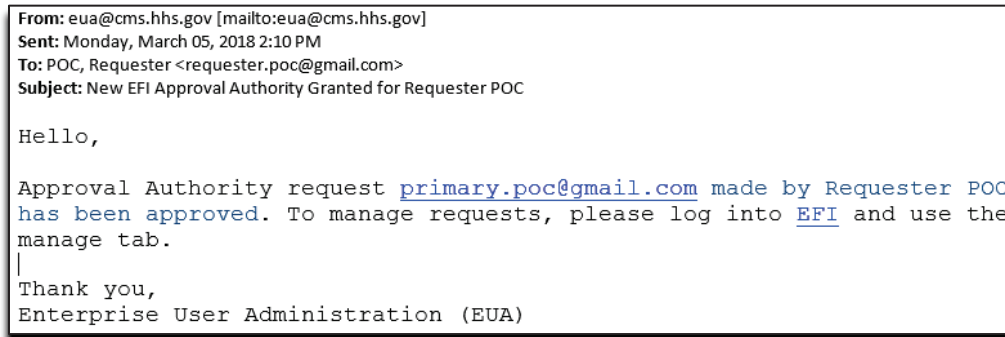 From: eua@cms.hhs.gov [mailto:eua@cms.hhs.gov]
Sent: Monday, March 05, 2018 2:10 PM
To: POC, Requester <requester.poc@gmail.com>
Subject: New EFI Approval Authority Granted for Requester POC
Hello,
Approval Authority request primary.poc@gmail.com made by Requester POC
has been approved. To manage requests, please log into EFI and use the
manage tab.
Thank you,
Enterprise User Administration (EUA)